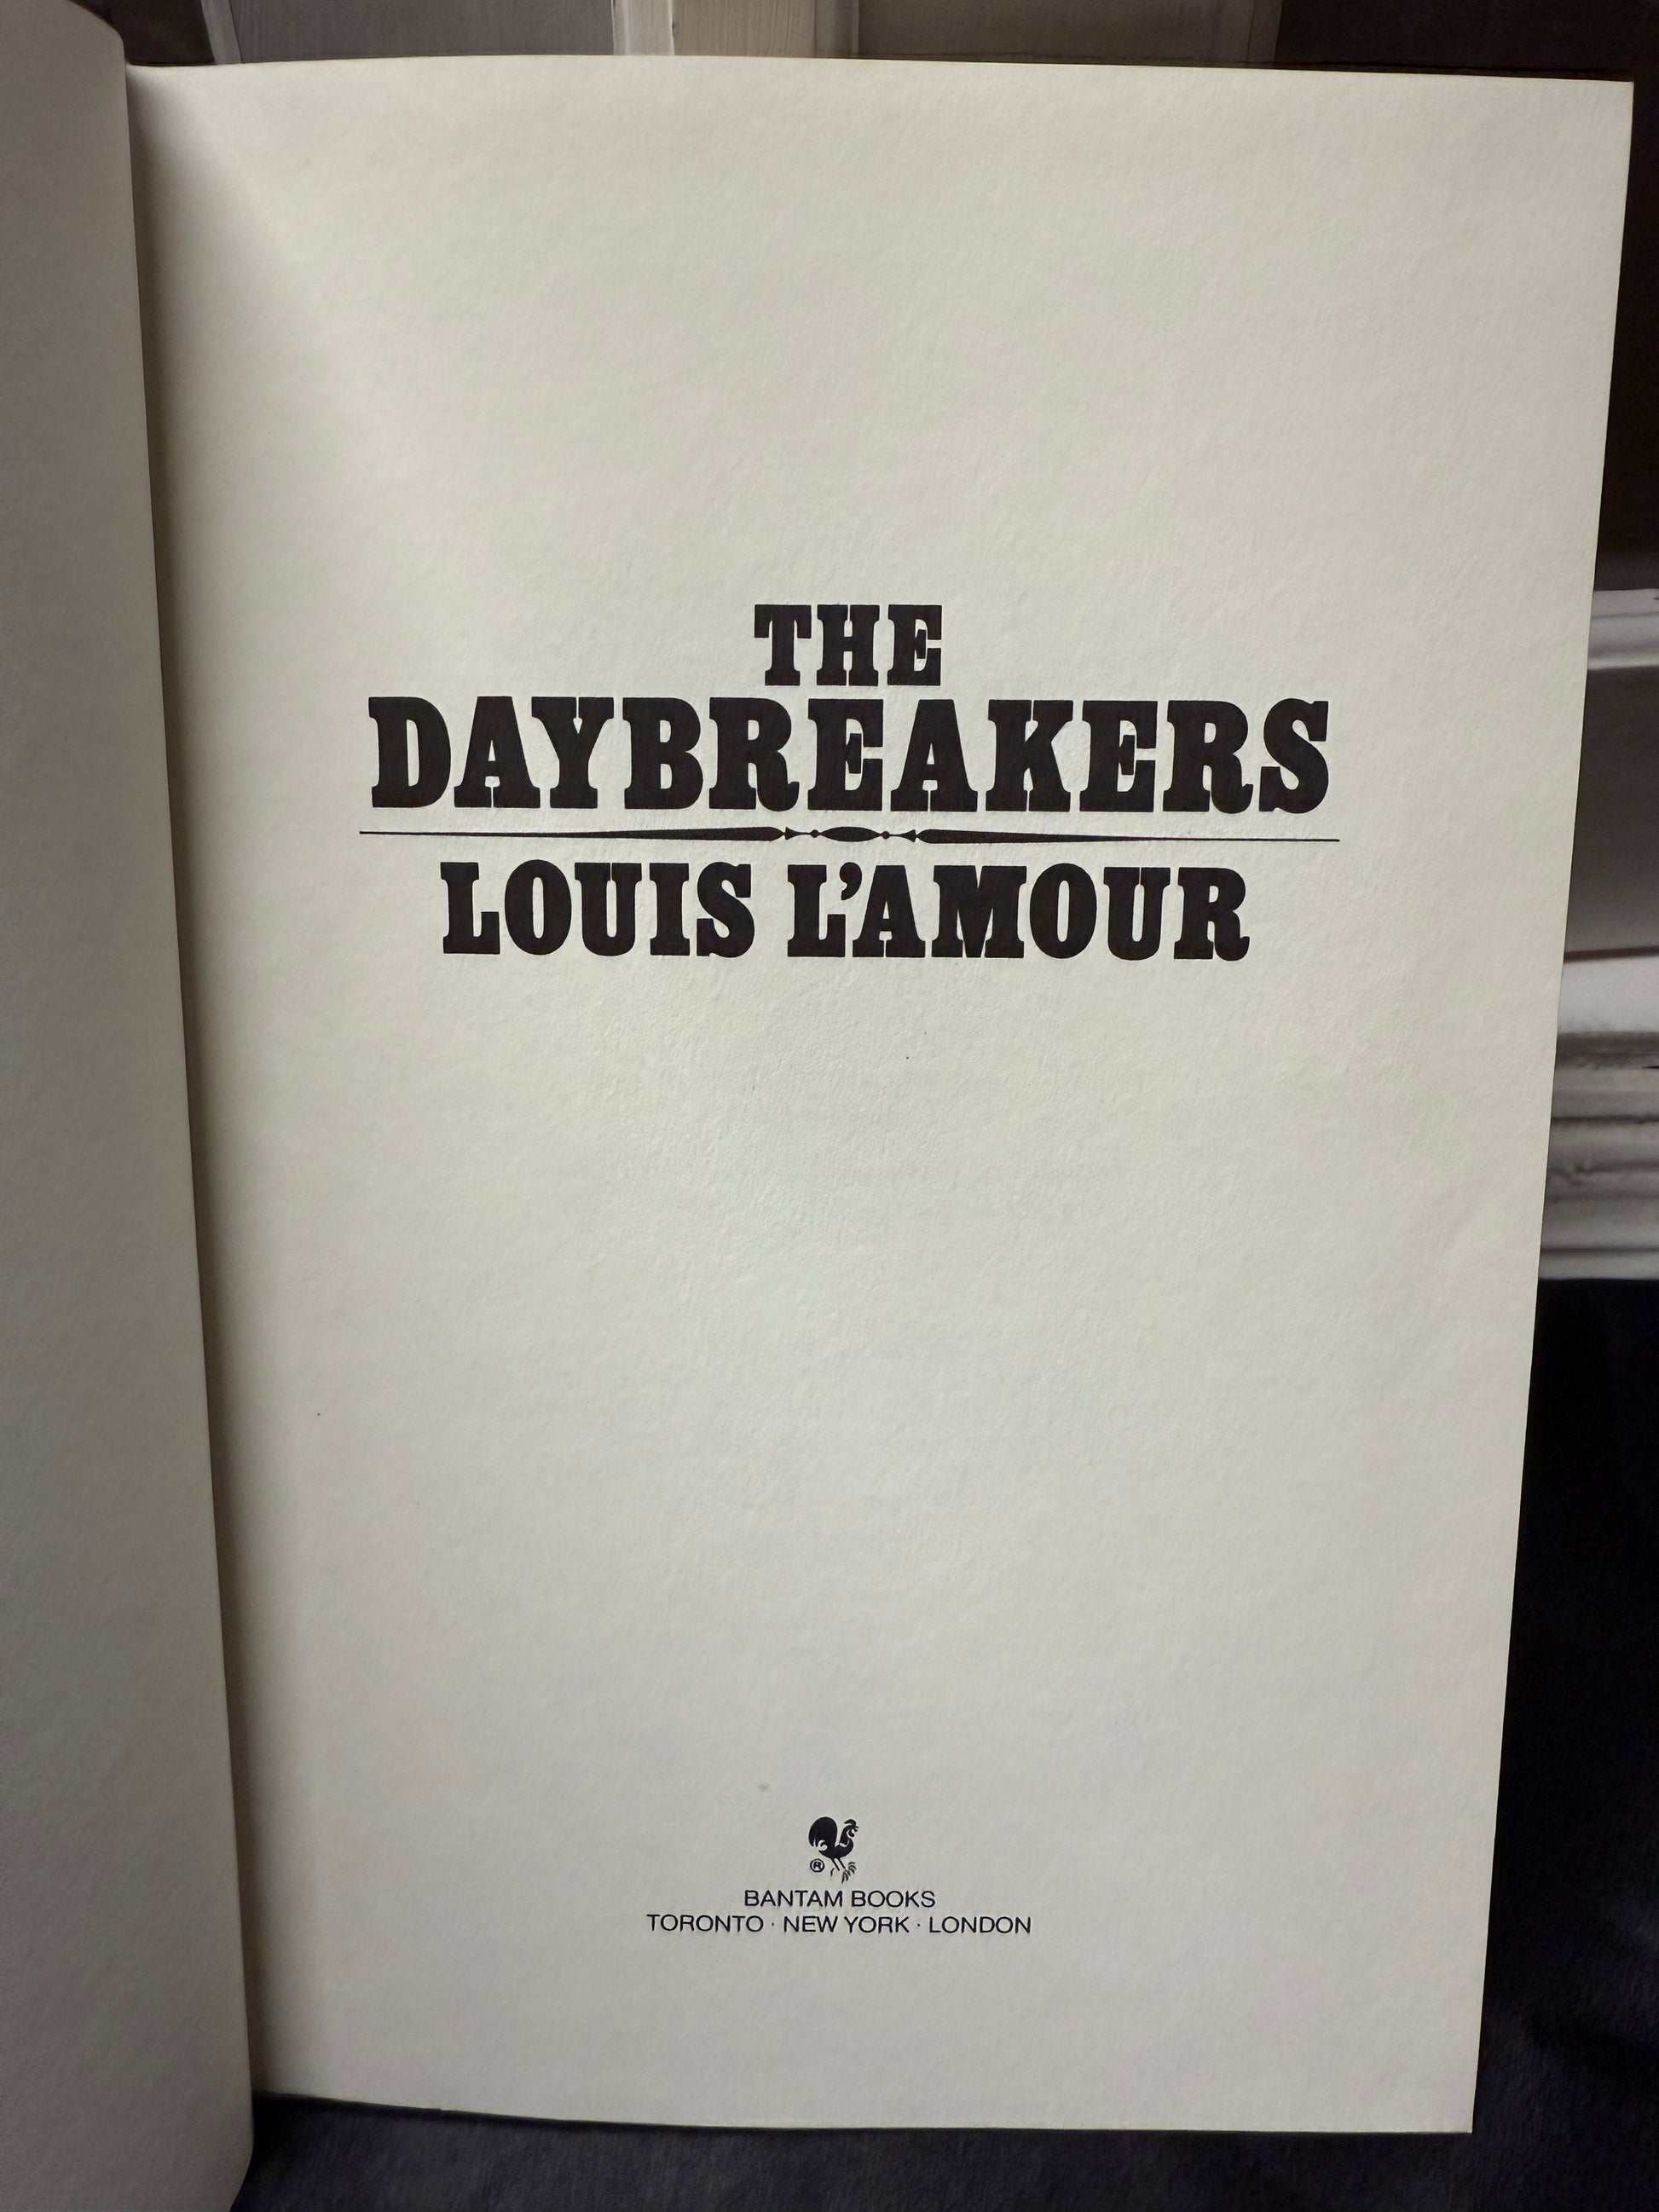 THE
DAYBREAKERS
LOUIS L'AMOUR
®
BANTAM BOOKS
TORONTO · NEW YORK · LONDON